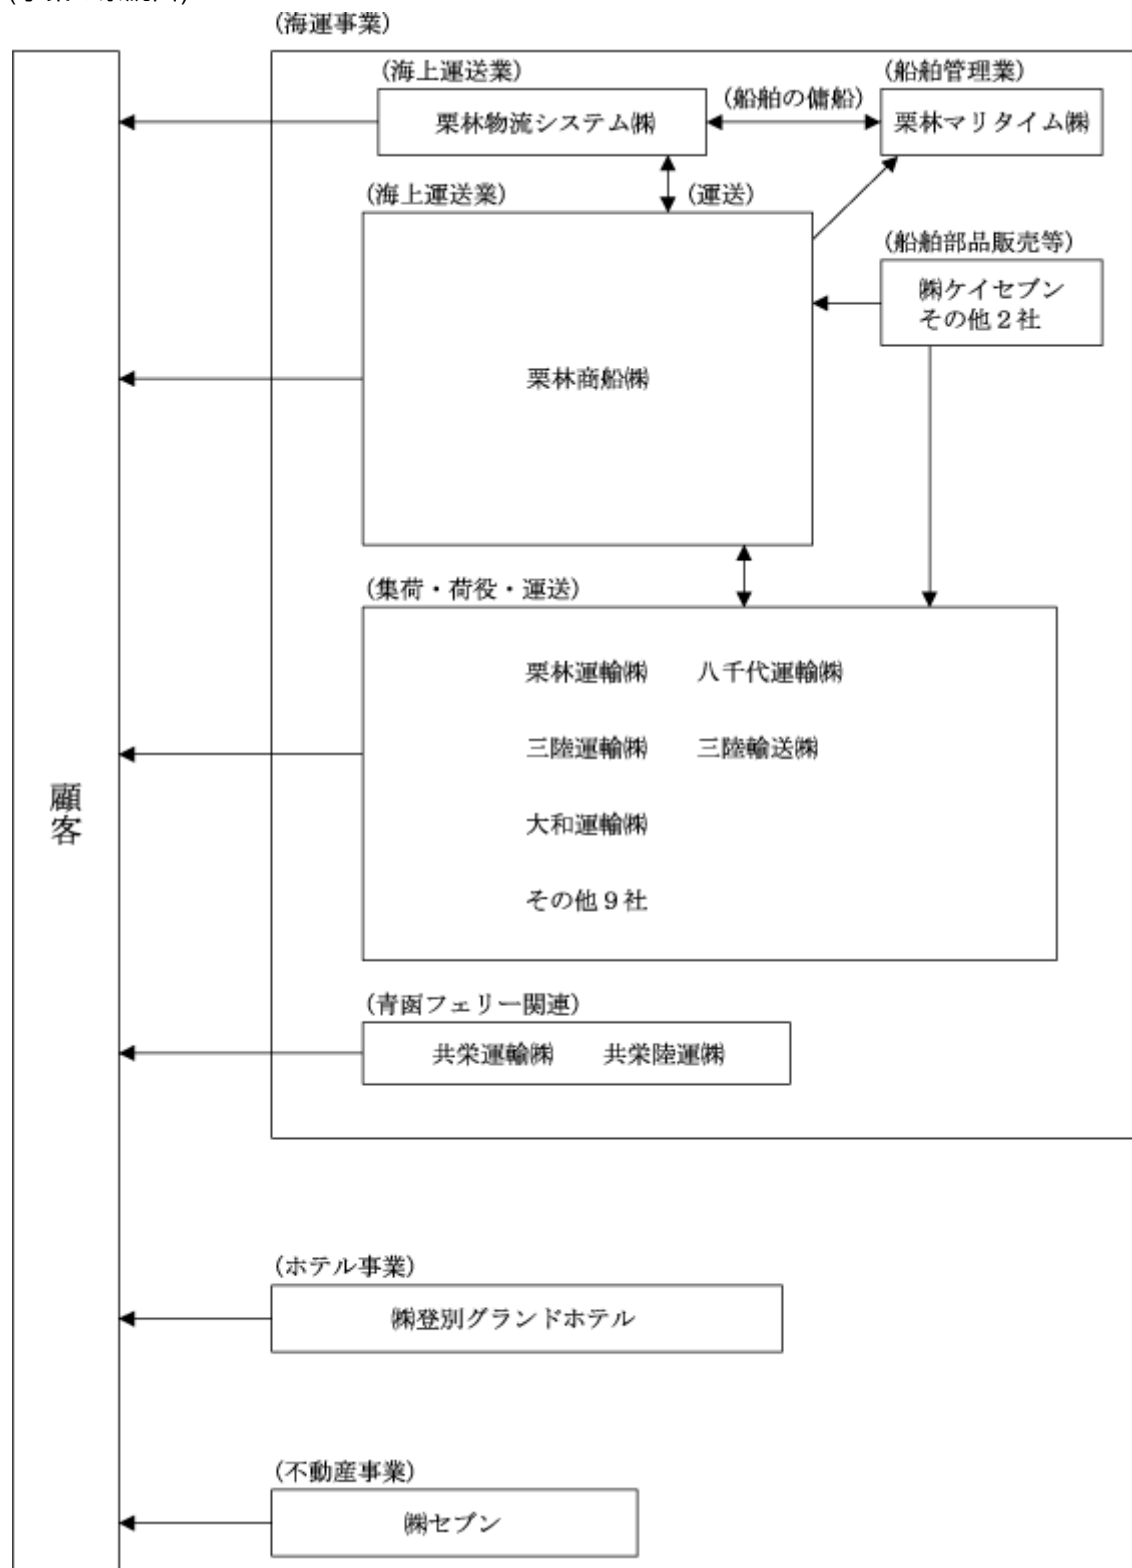 (海運事業)
(海上運送業)
(船舶管理業)
栗林物流システム㈱
(船舶の傭船)
栗林マリタイム㈱
(海上運送業)
(運送)
(船舶部品販売等)
㈱ケイセブン
その他２社
栗林商船㈱
(集荷・荷役・運送)
栗林運輸㈱ 八千代運輸㈱
三陸運輸㈱ 三陸輸送㈱
大和運輸㈱
その他９社
顧客
(青函フェリー関連)
共栄運輸㈱ 共栄陸運㈱
(ホテル事業)
㈱登別グランドホテル
(不動産事業)
㈱セブン